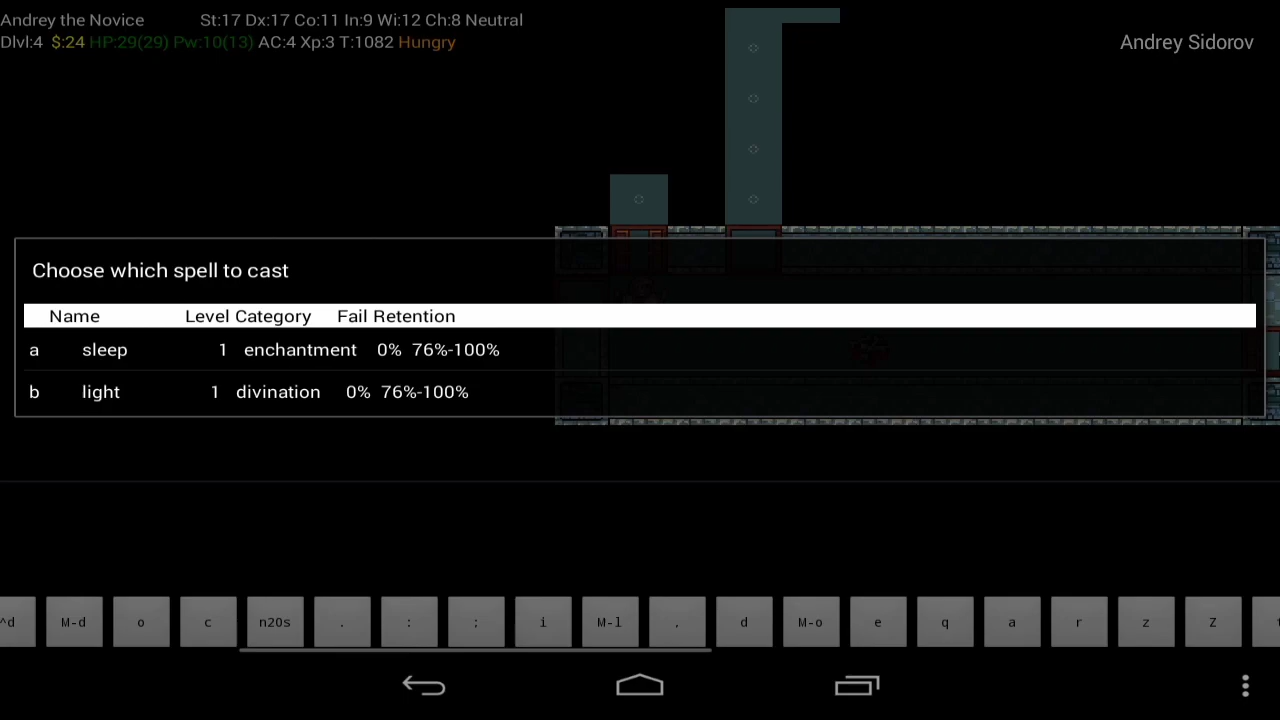 Andrey the Novice St:17 Dx:17 Co:11 In:9 Wi:12 Ch:8 Neutral
Dlvl:4 $:24 HP:29(29) Pw:10(13) AC:4 Xp:3 T:1082 Hungry
Andrey Sidorov
Choose which spell to cast
Name Level Category Fail Retention
a sleep 1 enchantment 0% 76%-100%
b light 1 divination 0% 76%-100%
^d M-d o c n20s . : ; i M-l , d M-o e q a r z Z